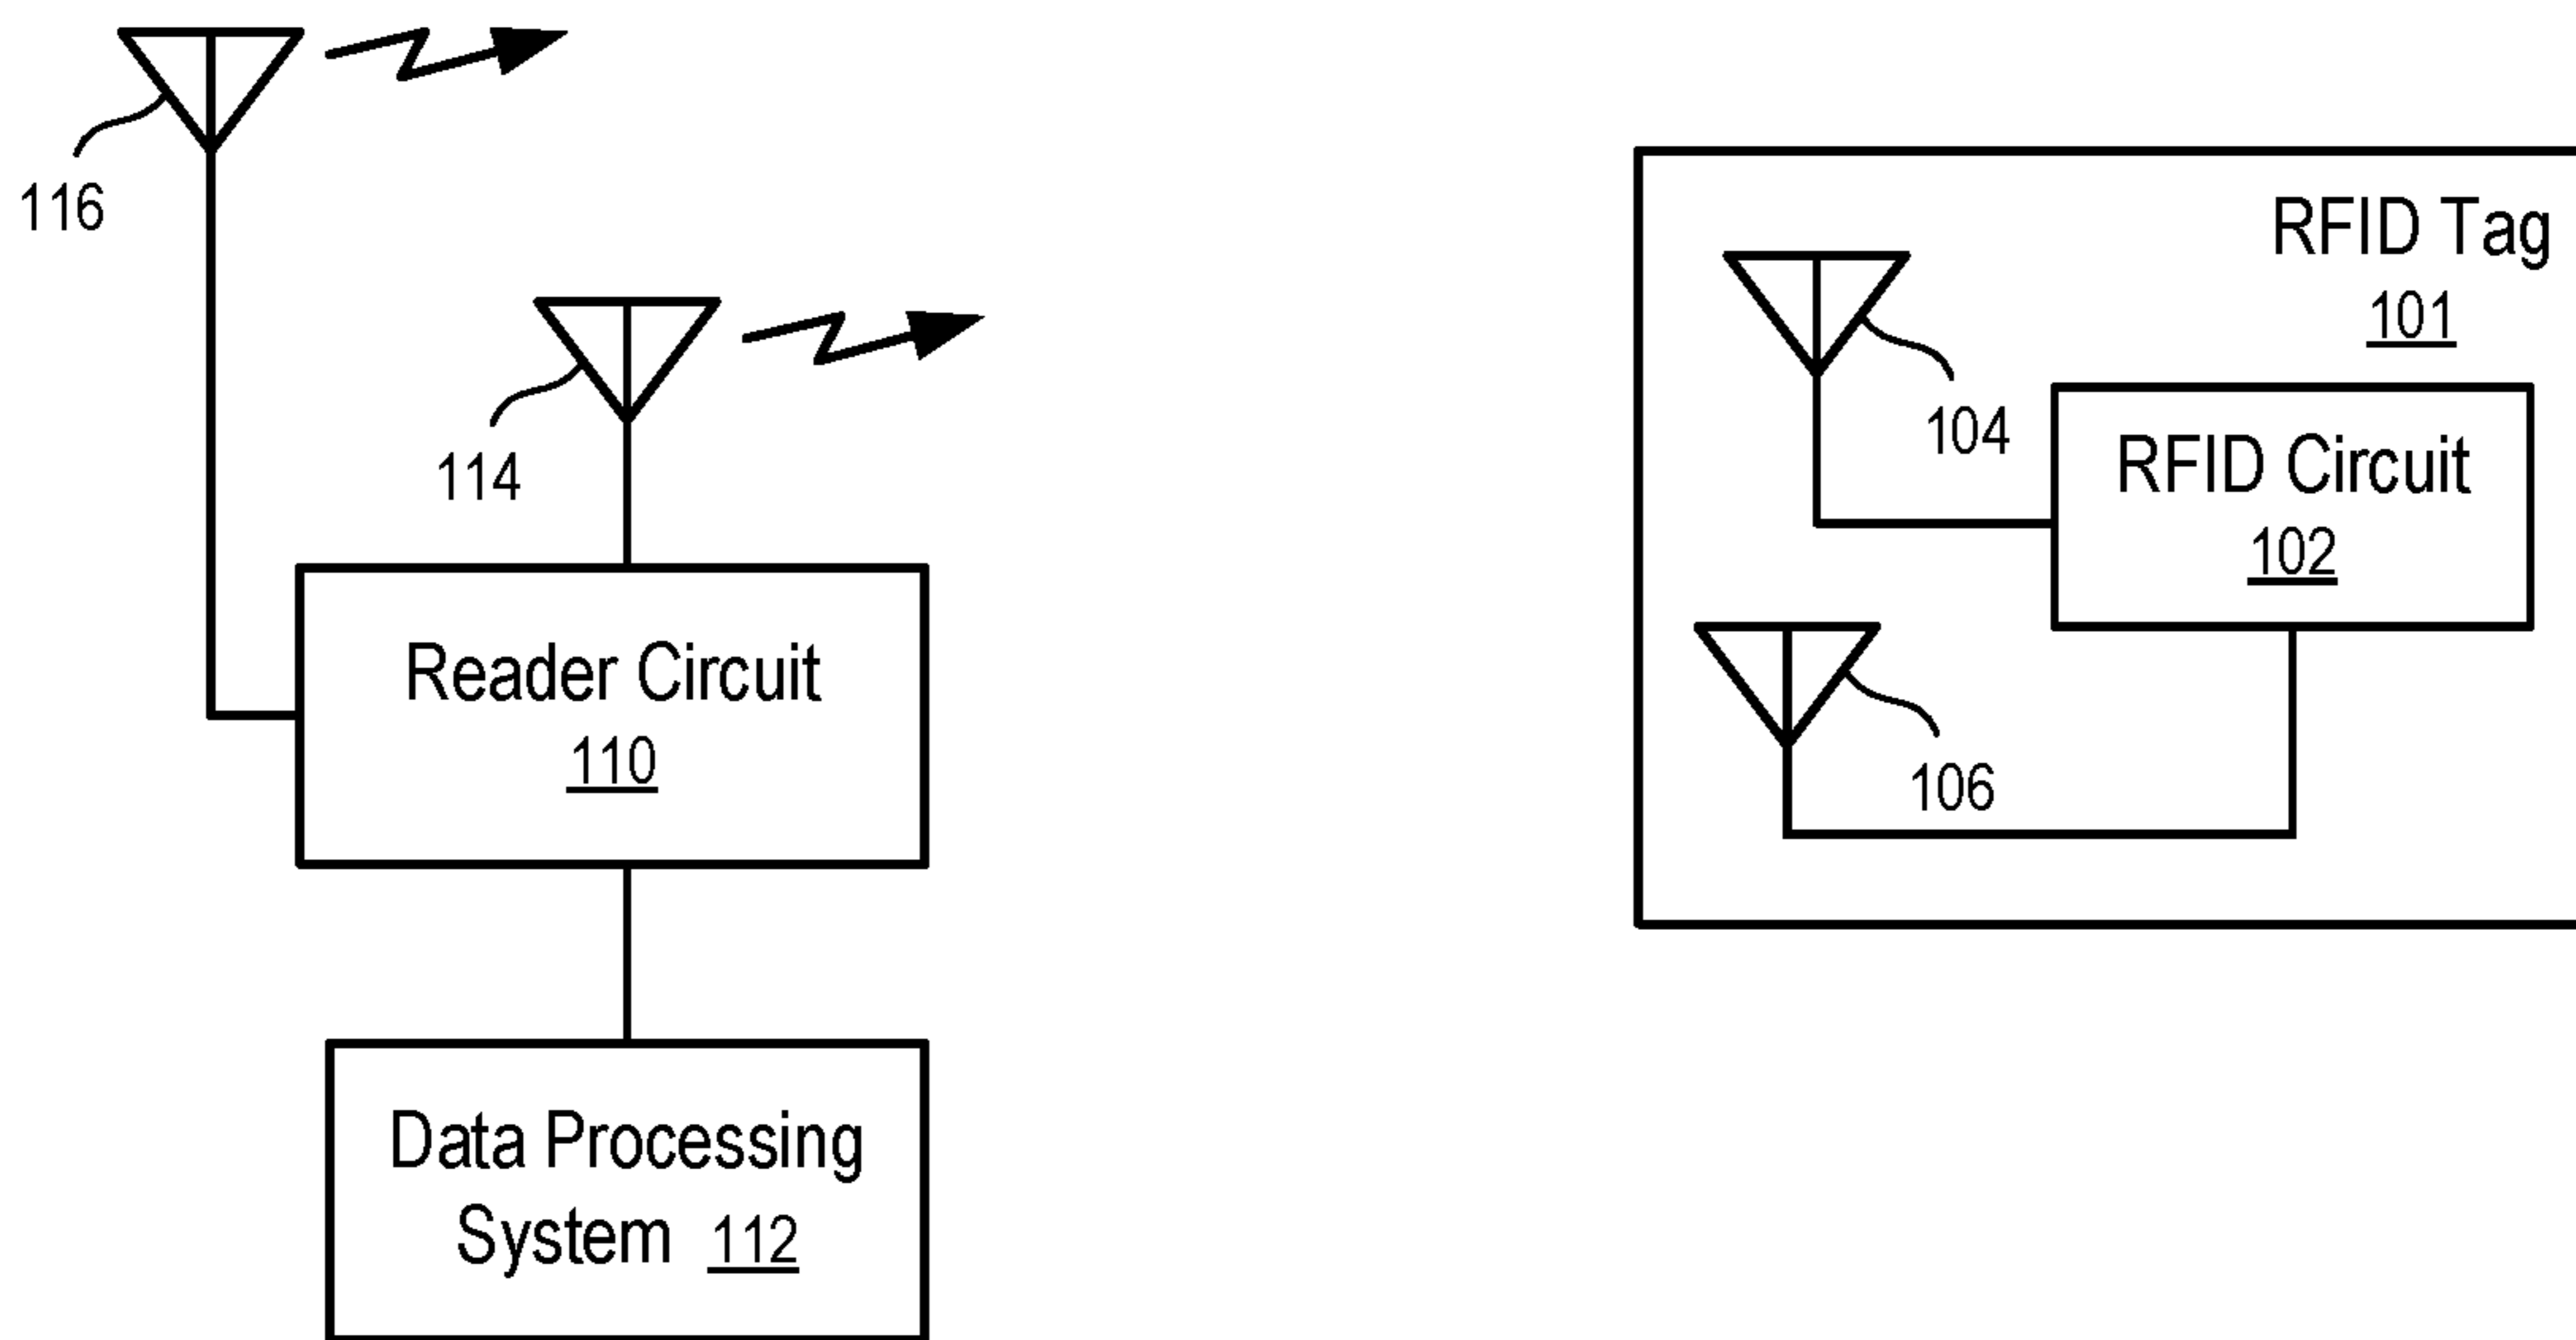 116
114
Reader Circuit
110
Data Processing
System 112
RFID Tag
101
104
RFID Circuit
102
106